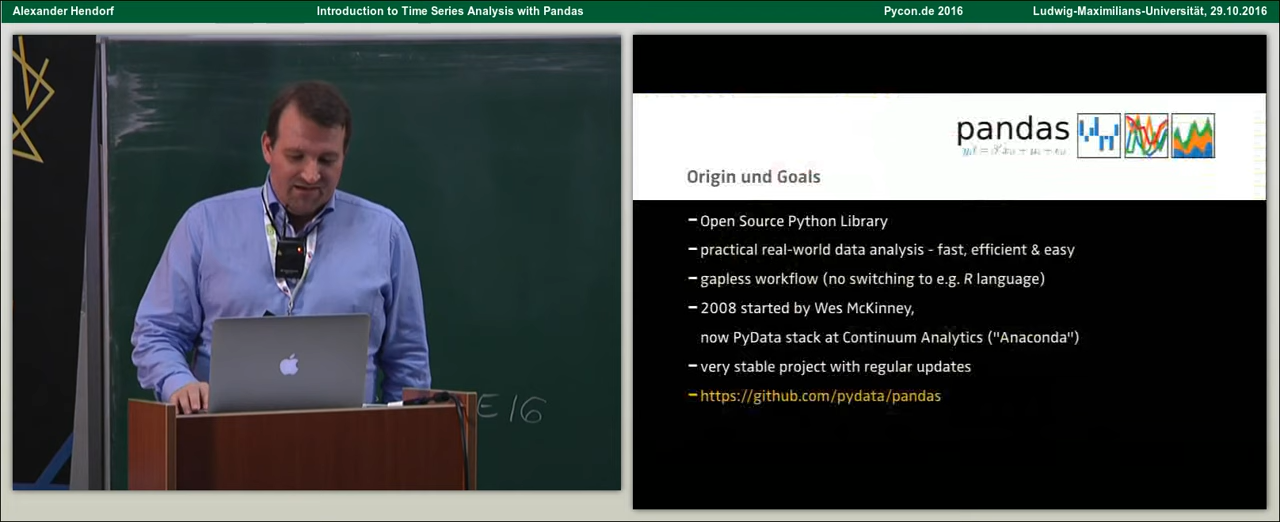 Alexander Hendorf
Introduction to Time Series Analysis with Pandas
Pycon.de 2016
Ludwig-Maximilians-Universität, 29.10.2016
pandas
Origin und Goals
– Open Source Python Library
– practical real-world data analysis - fast, efficient & easy
– gapless workflow (no switching to e.g. R language)
– 2008 started by Wes McKinney,
now PyData stack at Continuum Analytics ("Anaconda")
– very stable project with regular updates
– https://github.com/pydata/pandas
E16